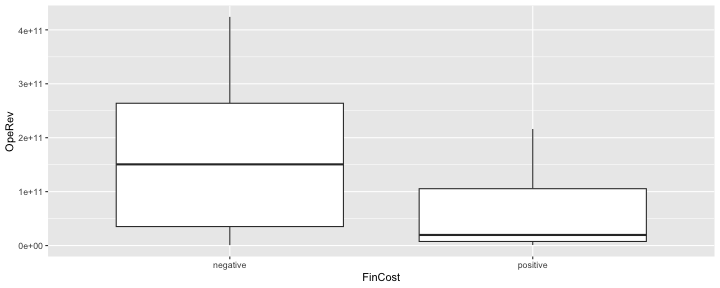 4e+11
3e+11
2e+11
1e+11
0e+00
OpeRev
negative positive
FinCost